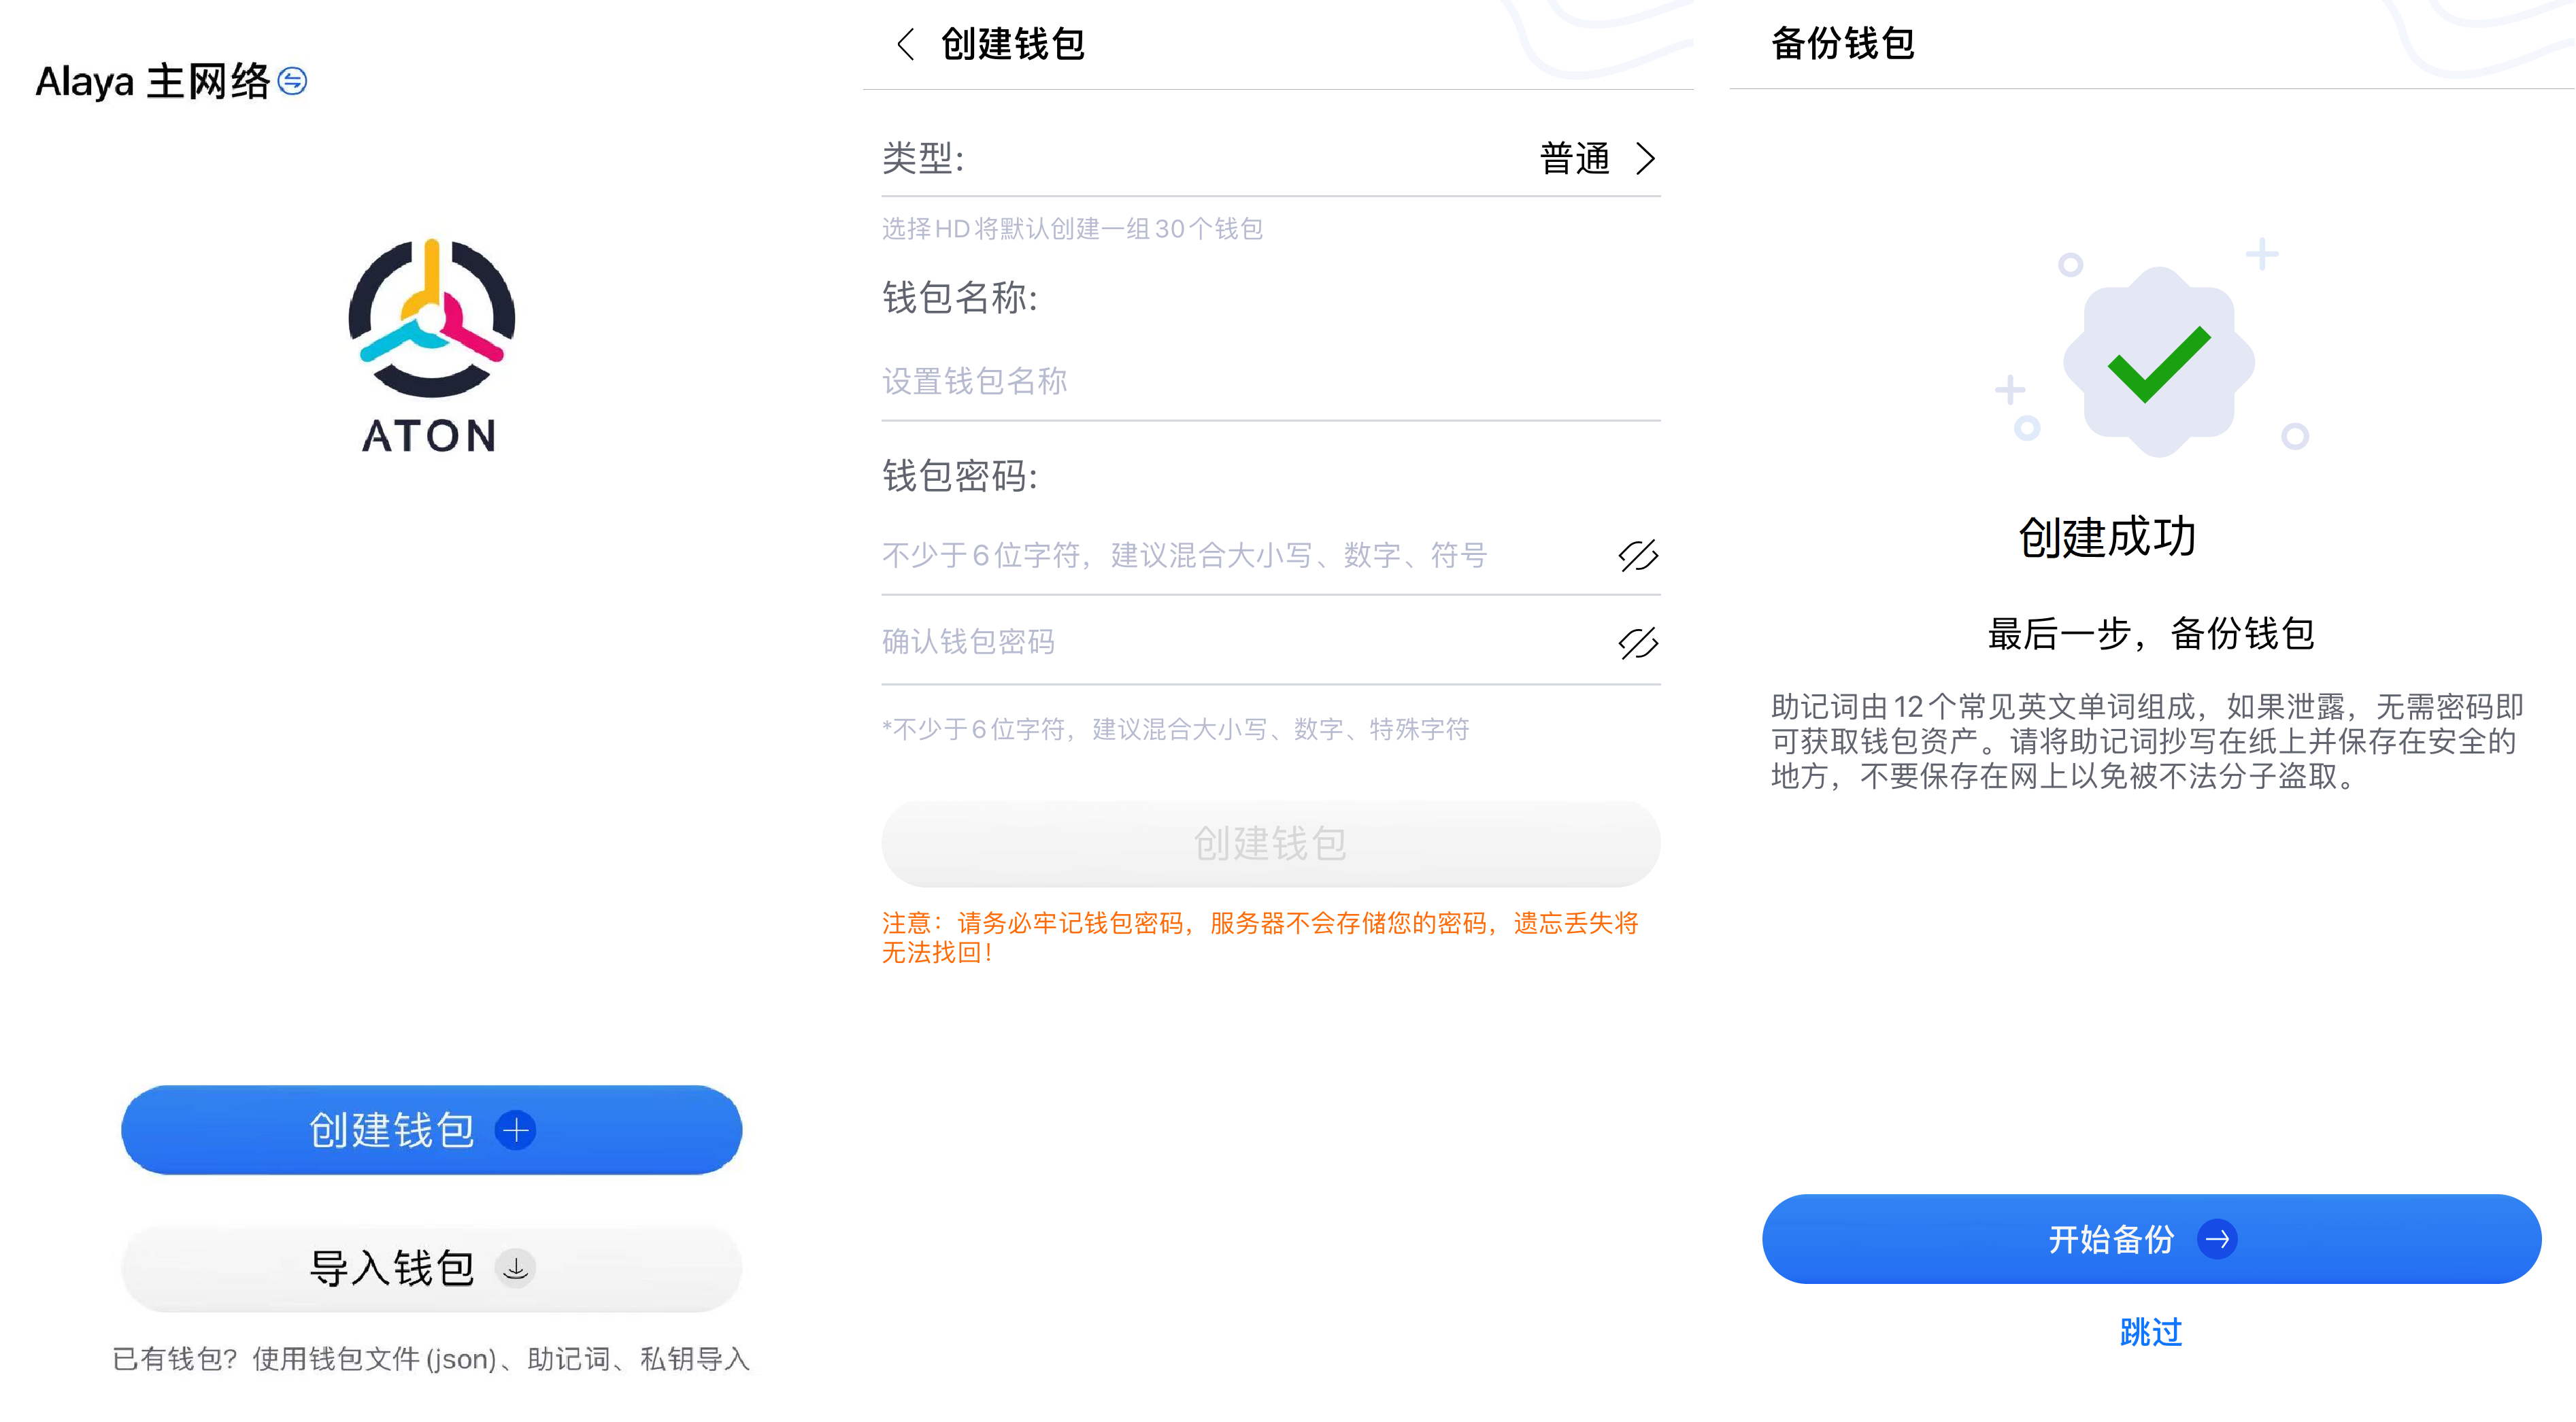 Alaya 主网络
ATON
创建钱包
导入钱包
已有钱包？使用钱包文件(json)、助记词、私钥导入
创建钱包
类型:
普通
选择HD将默认创建一组30个钱包
钱包名称:
设置钱包名称
钱包密码:
不少于6位字符，建议混合大小写、数字、符号
确认钱包密码
*不少于6位字符，建议混合大小写、数字、特殊字符
创建钱包
注意：请务必牢记钱包密码，服务器不会存储您的密码，遗忘丢失将
无法找回！
备份钱包
创建成功
最后一步，备份钱包
助记词由12个常见英文单词组成，如果泄露，无需密码即
可获取钱包资产。请将助记词抄写在纸上并保存在安全的
地方，不要保存在网上以免被不法分子盗取。
开始备份
跳过